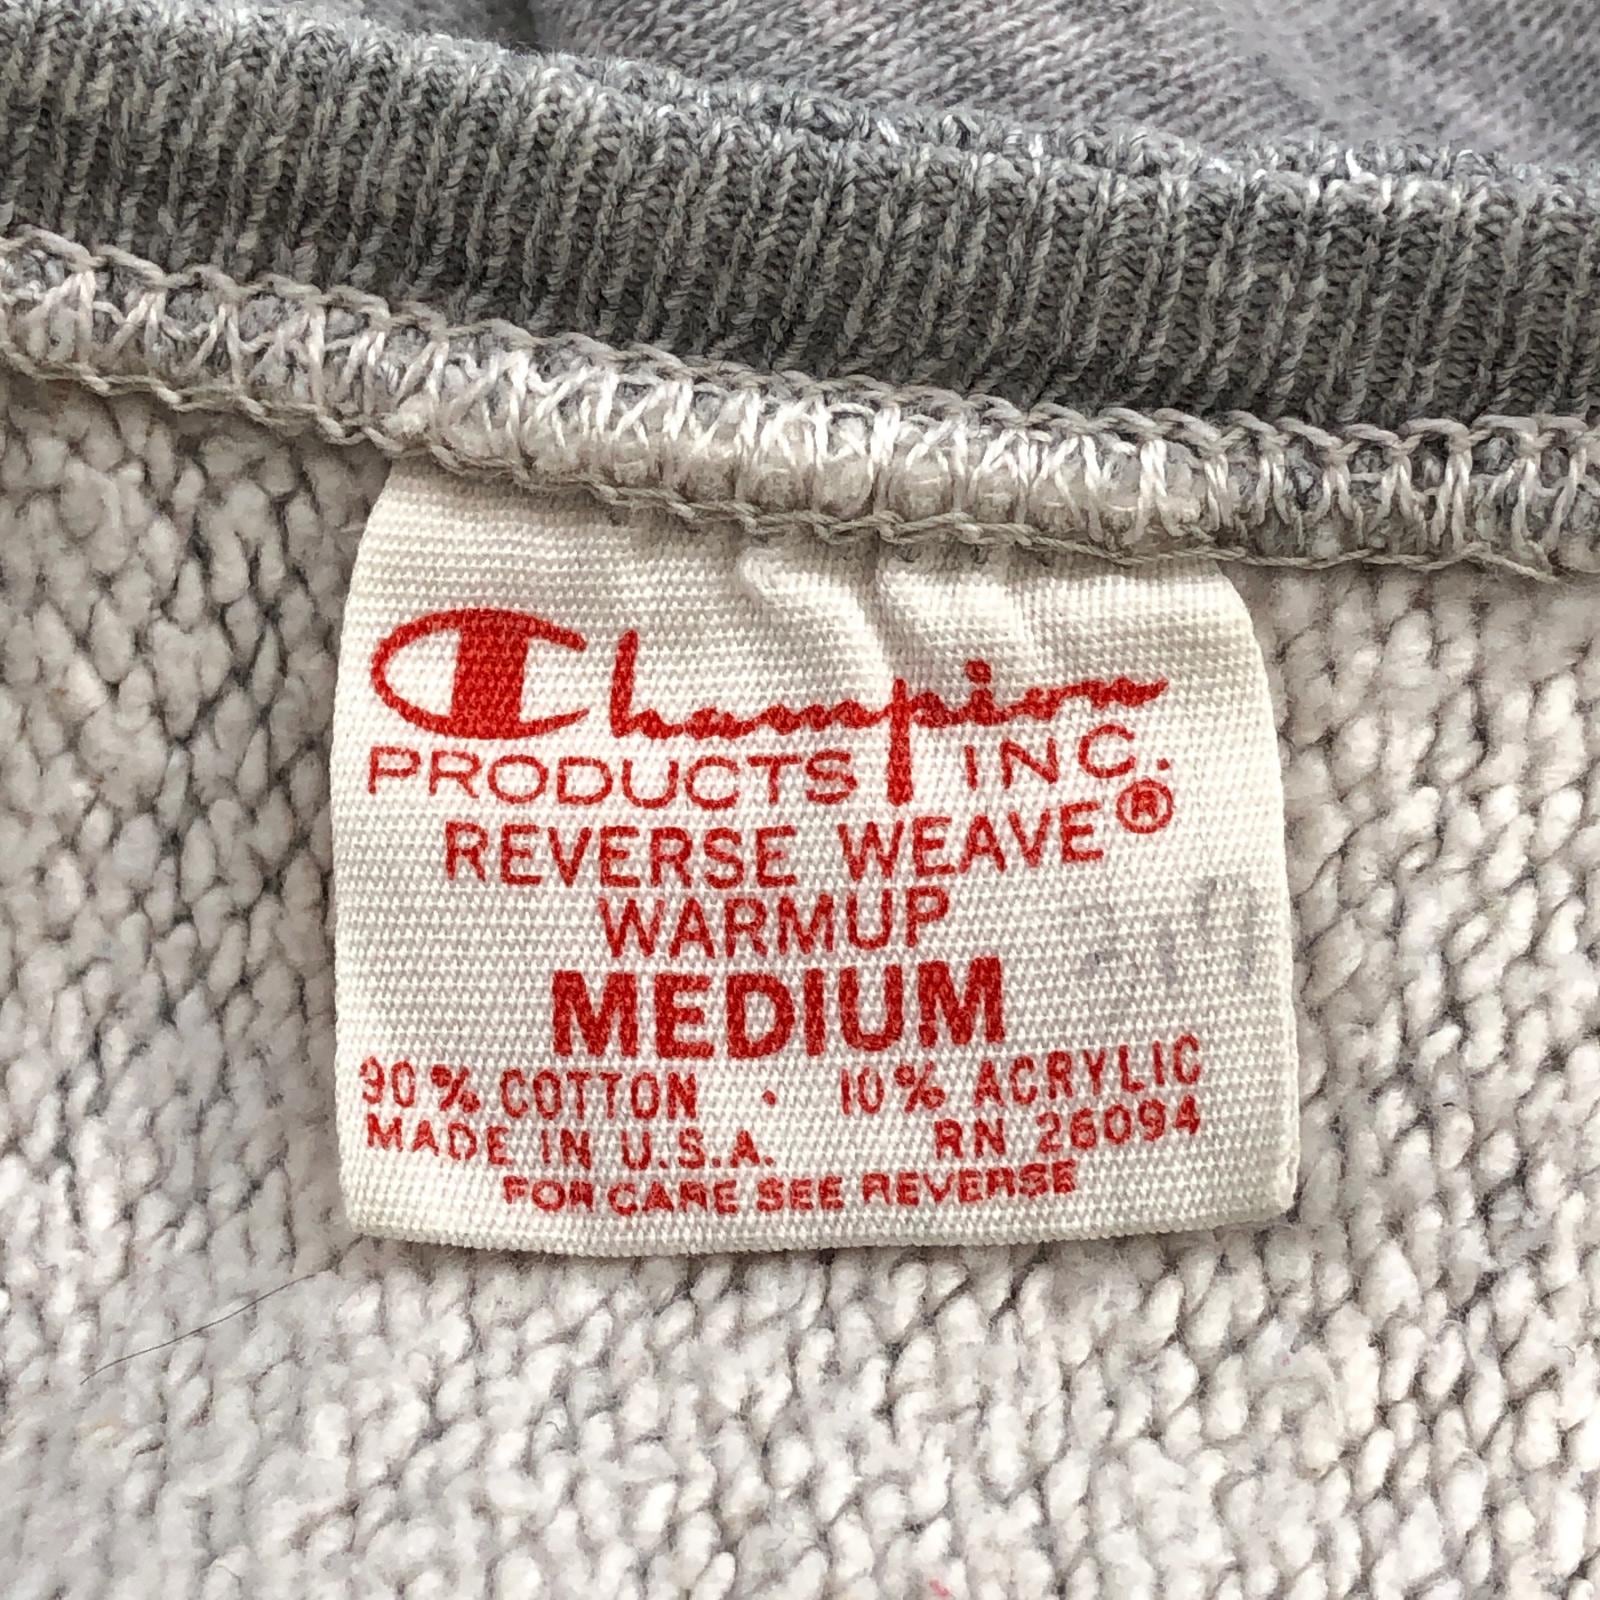 Champion
PRODUCTS INC.
REVERSE WEAVE®
WARMUP
MEDIUM
90% COTTON · 10% ACRYLIC
MADE IN U.S.A. RN 26094
FOR CARE SEE REVERSE